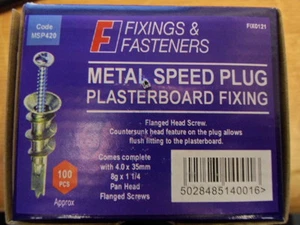 Code
MSP420
F
FIXINGS &
FASTENERS
FIX0121
METAL SPEED PLUG
PLASTERBOARD FIXING
Flanged Head Screw.
Countersunk head feature on the plug allows
flush fitting to the plasterboard.
Comes complete
with 4.0 x 35mm
8g x 1 1/4
Pan Head
Flanged Screws
100
PCS
Approx
5028485140016>